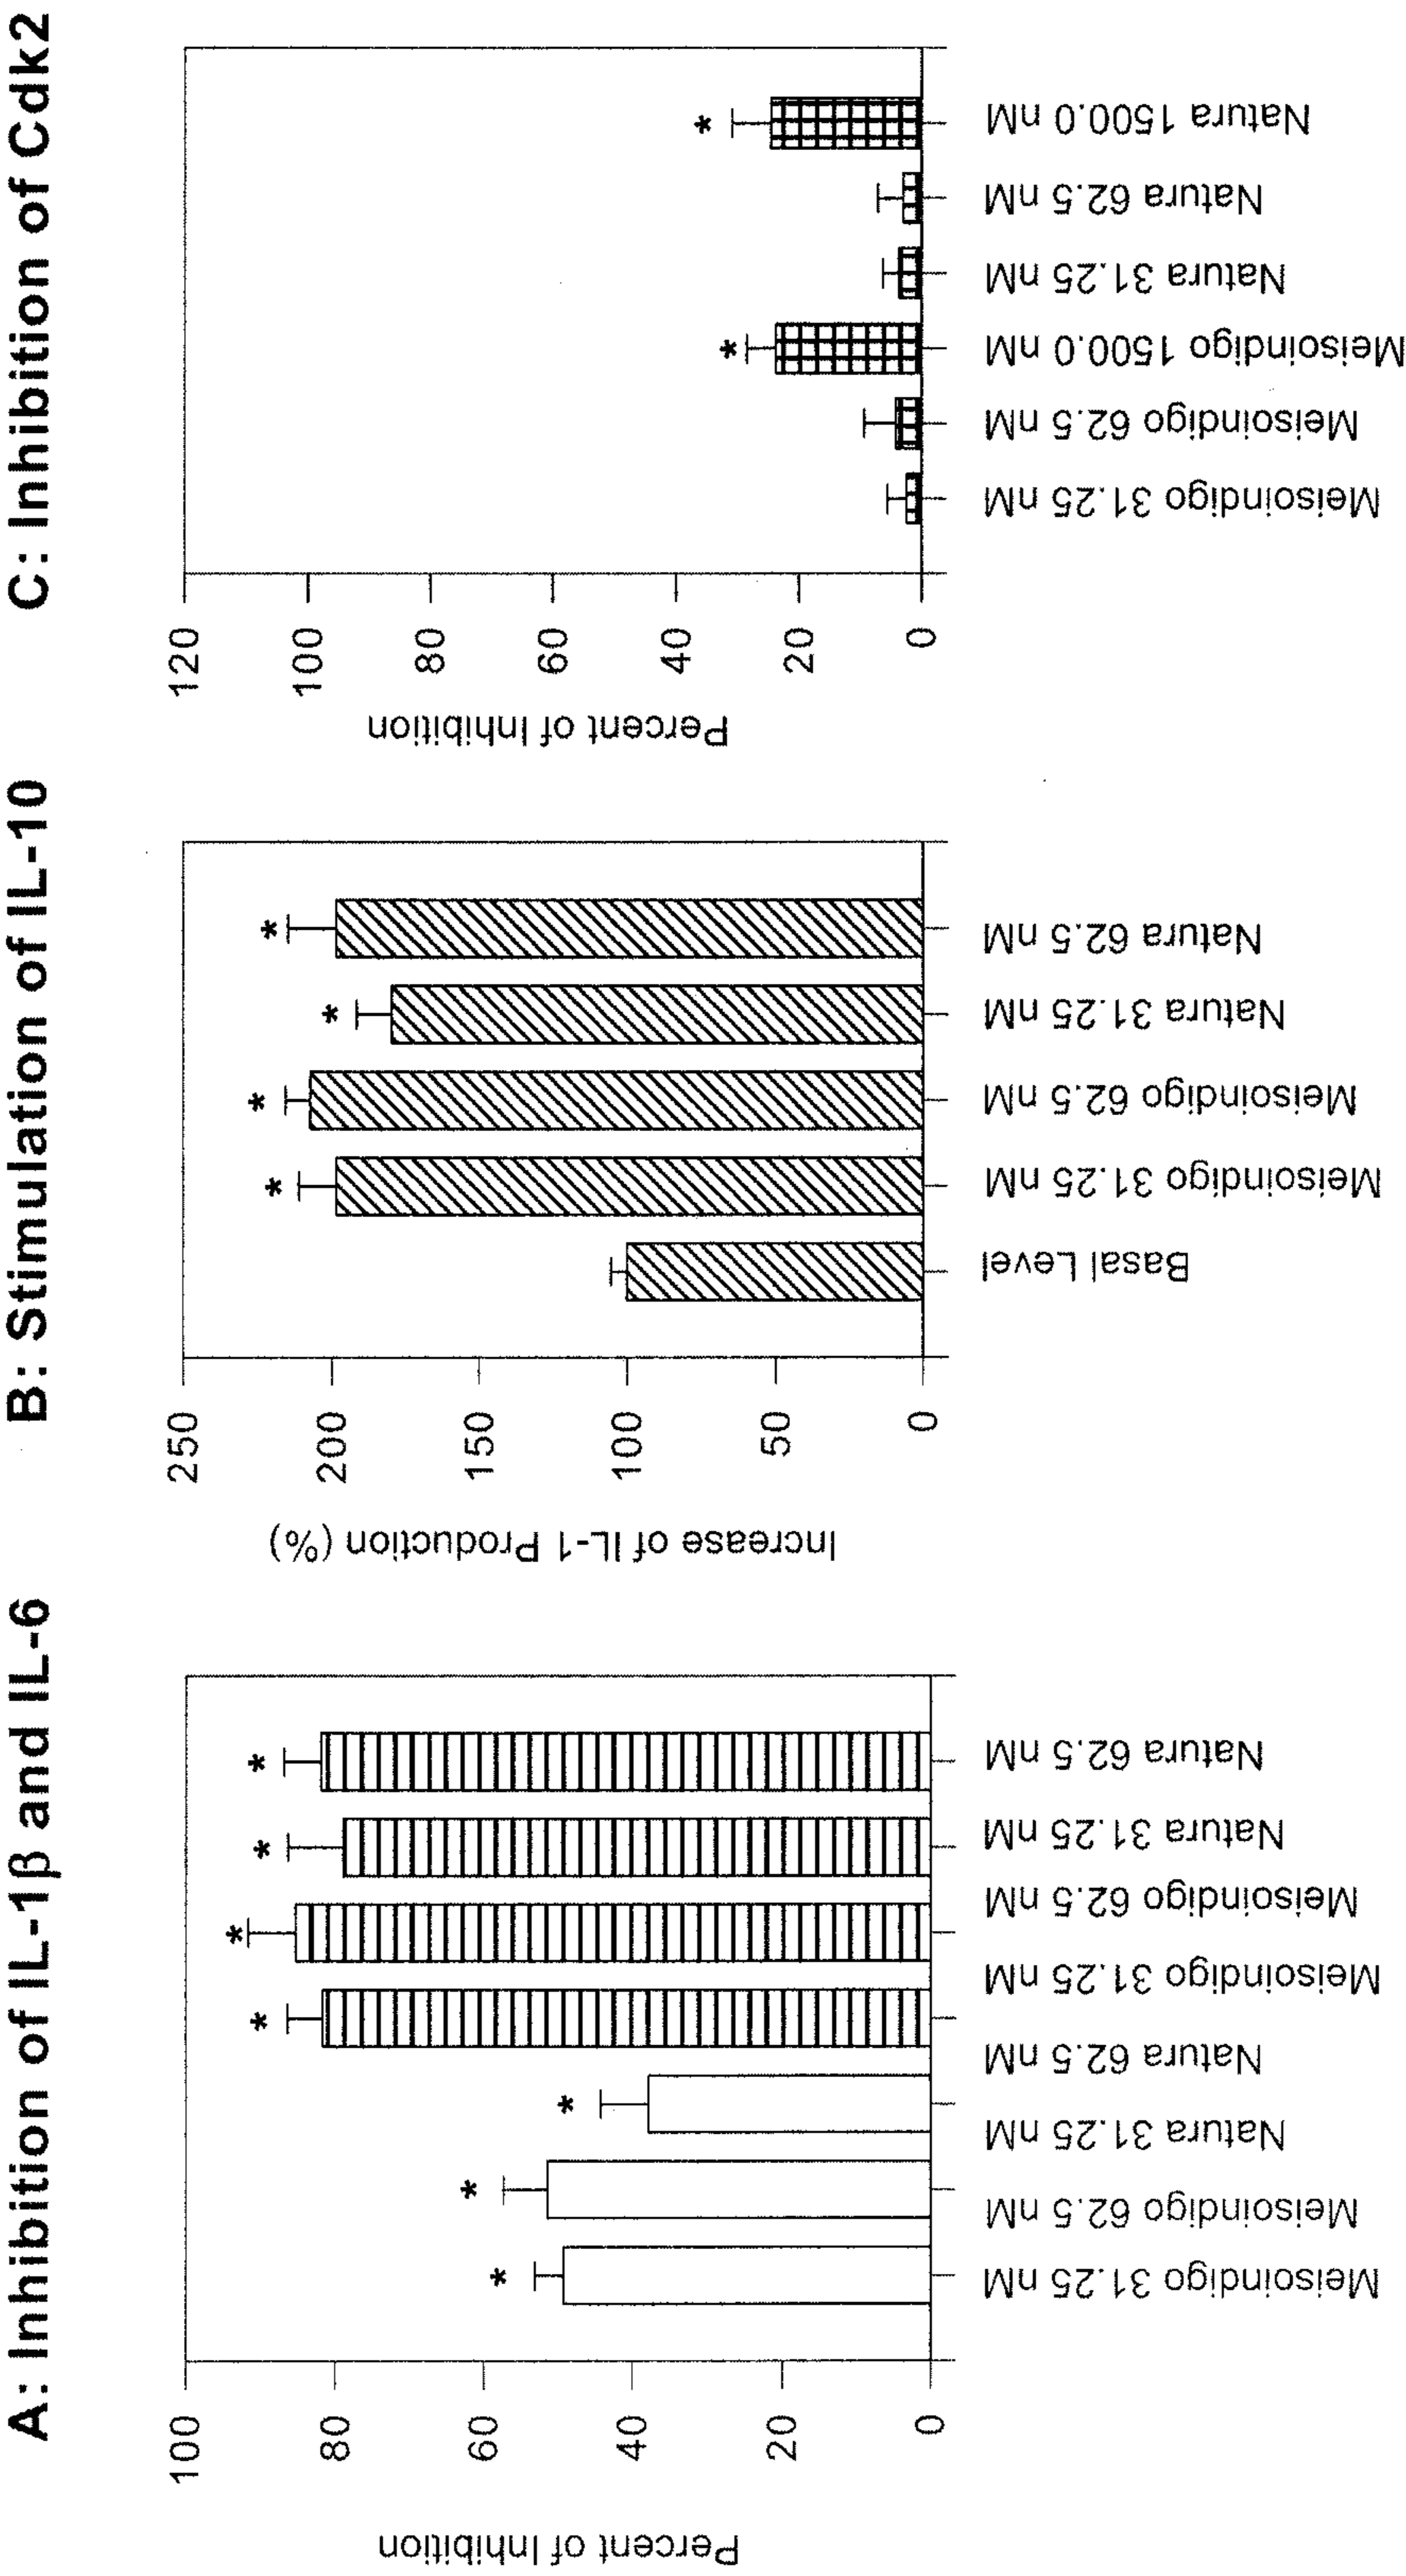 A: Inhibition of IL-1β and IL-6
Percent of Inhibition
100
80
60
40
20
0
* * * * * * *
Meisoindigo 31.25 nM
Meisoindigo 62.5 nM
Natura 31.25 nM
Natura 62.5 nM
Meisoindigo 31.25 nM
Meisoindigo 62.5 nM
Natura 31.25 nM
Natura 62.5 nM
B: Stimulation of IL-10
Increase of IL-1 Production (%)
250
200
150
100
50
0
* * * *
Basal Level
Meisoindigo 31.25 nM
Meisoindigo 62.5 nM
Natura 31.25 nM
Natura 62.5 nM
C: Inhibition of Cdk2
Percent of Inhibition
120
100
80
60
40
20
0
* *
Meisoindigo 31.25 nM
Meisoindigo 62.5 nM
Meisoindigo 1500.0 nM
Natura 31.25 nM
Natura 62.5 nM
Natura 1500.0 nM